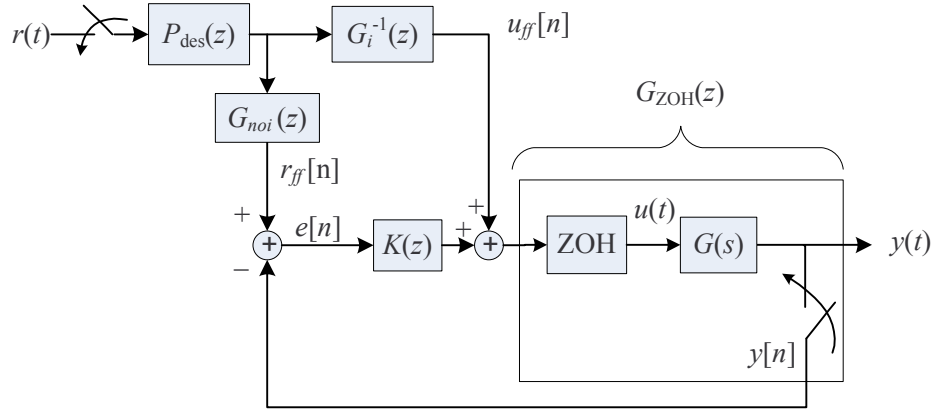 r(t)
P_des(z)
G_i^-1(z)
u_ff[n]
G_ZOH(z)
G_noi (z)
r_ff[n]
+
+
e[n]
K(z)
+
+
+
ZOH
u(t)
G(s)
y(t)
−
y[n]